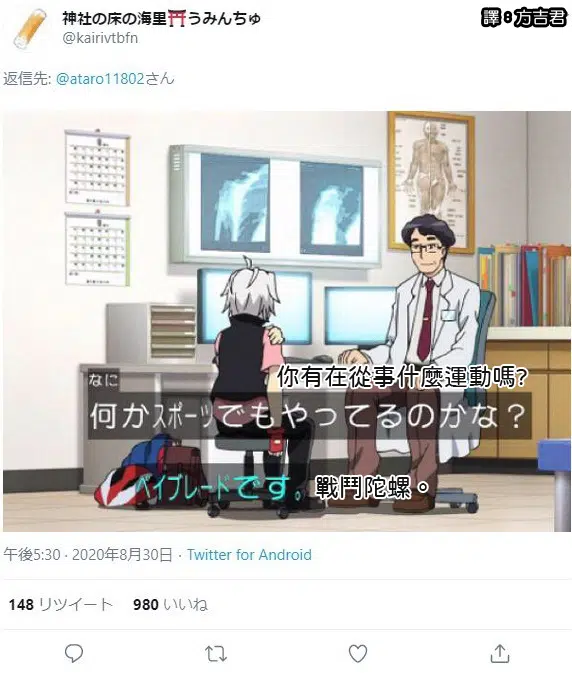 神社の床の海里⛩うみんちゅ
譯:方吉君
@kairivtbfn
返信先: @ataro11802さん
你有在從事什麼運動嗎?
なに
何かスポーツでもやってるのかな？
ベイブレードです。戰鬥陀螺。
午後5:30 · 2020年8月30日 · Twitter for Android
148 リツイート 980 いいね